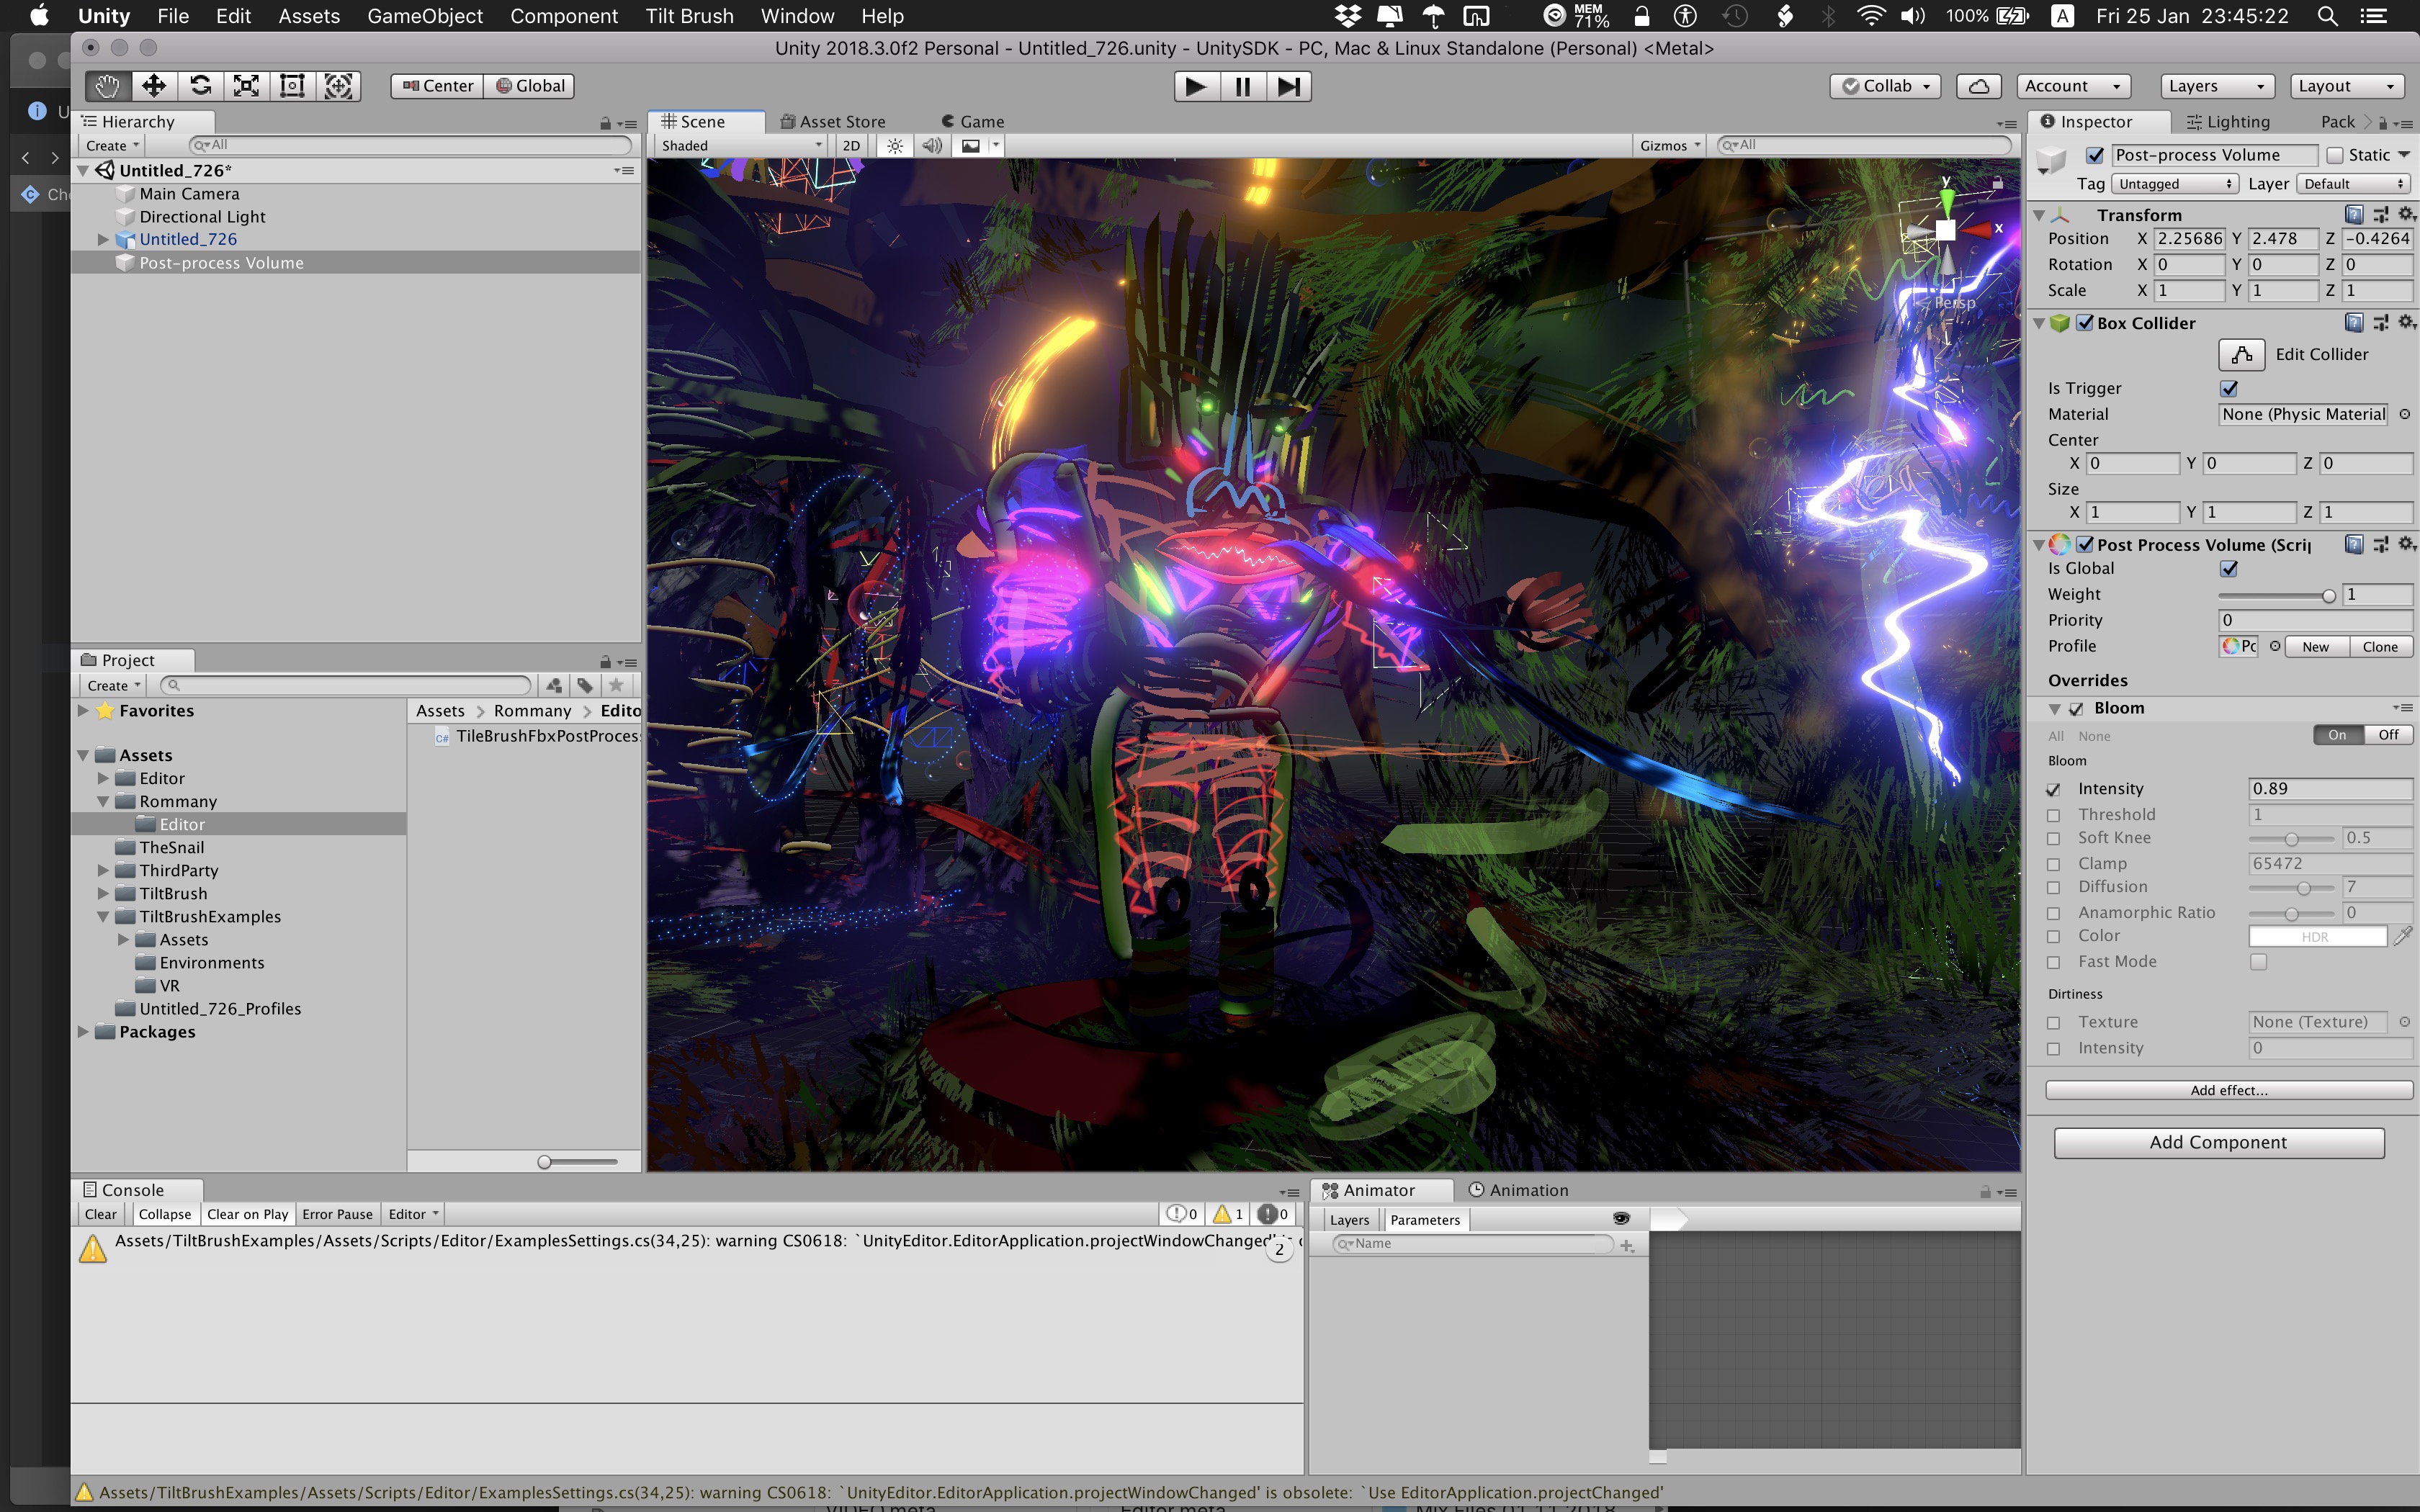 Unity File Edit Assets GameObject Component Tilt Brush Window Help MEM 71% 100% A Fri 25 Jan 23:45:22
Unity 2018.3.0f2 Personal - Untitled_726.unity - UnitySDK - PC, Mac & Linux Standalone (Personal) <Metal>
Center Global Collab Account Layers Layout
Hierarchy
Create All
Untitled_726*
Main Camera
Directional Light
Untitled_726
Post-process Volume
Project
Create
Favorites
Assets
Editor
Rommany
Editor
TheSnail
ThirdParty
TiltBrush
TiltBrushExamples
Assets
Environments
VR
Untitled_726_Profiles
Packages
Assets > Rommany > Edito
TileBrushFbxPostProces
Scene Asset Store Game
Shaded 2D Gizmos All
y
x
Persp
Inspector Lighting Pack
Post-process Volume Static
Tag Untagged Layer Default
Transform
Position X 2.25686 Y 2.478 Z -0.4264
Rotation X 0 Y 0 Z 0
Scale X 1 Y 1 Z 1
Box Collider
Edit Collider
Is Trigger
Material None (Physic Material
Center
X 0 Y 0 Z 0
Size
X 1 Y 1 Z 1
Post Process Volume (Scri
Is Global
Weight 1
Priority 0
Profile Pc New Clone
Overrides
Bloom
All None On Off
Bloom
Intensity 0.89
Threshold 1
Soft Knee 0.5
Clamp 65472
Diffusion 7
Anamorphic Ratio 0
Color HDR
Fast Mode
Dirtiness
Texture None (Texture)
Intensity 0
Add effect...
Add Component
Console
Clear Collapse Clear on Play Error Pause Editor 0 1 0
Assets/TiltBrushExamples/Assets/Scripts/Editor/ExamplesSettings.cs(34,25): warning CS0618: `UnityEditor.EditorApplication.projectWindowChanged'
2
Animator Animation
Layers Parameters
Name
Assets/TiltBrushExamples/Assets/Scripts/Editor/ExamplesSettings.cs(34,25): warning CS0618: `UnityEditor.EditorApplication.projectWindowChanged' is obsolete: `Use EditorApplication.projectChanged'